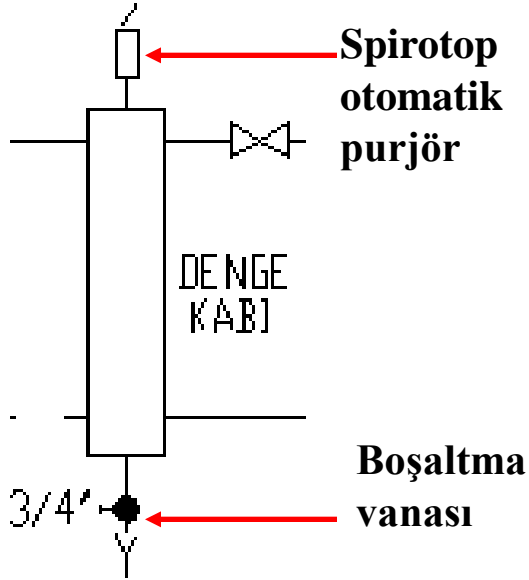 Spirotop
otomatik
purjör
DENGE
KABI
Boşaltma
vanası
3/4"